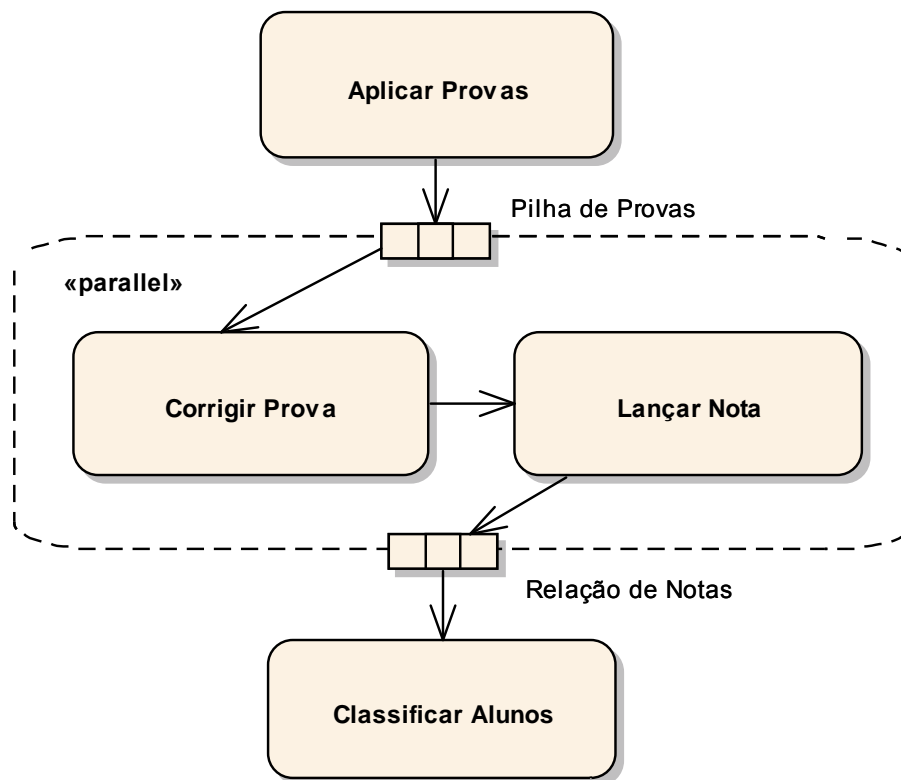 Aplicar Provas
Pilha de Provas
«parallel»
Corrigir Prova
Lançar Nota
Relação de Notas
Classificar Alunos